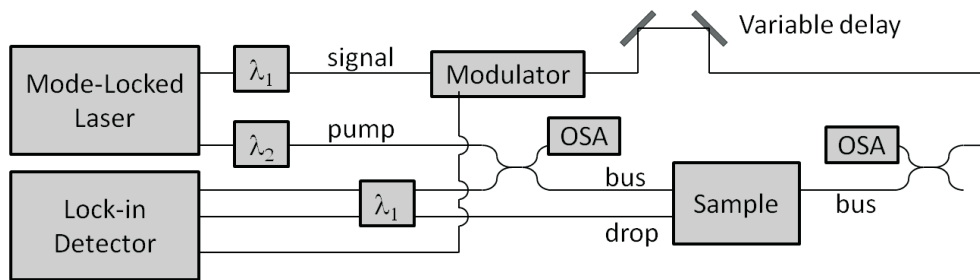 Variable delay
signal
λ1
Modulator
Mode-Locked
Laser
pump
λ2
OSA
OSA
bus
λ1
Lock-in
Detector
Sample
bus
drop